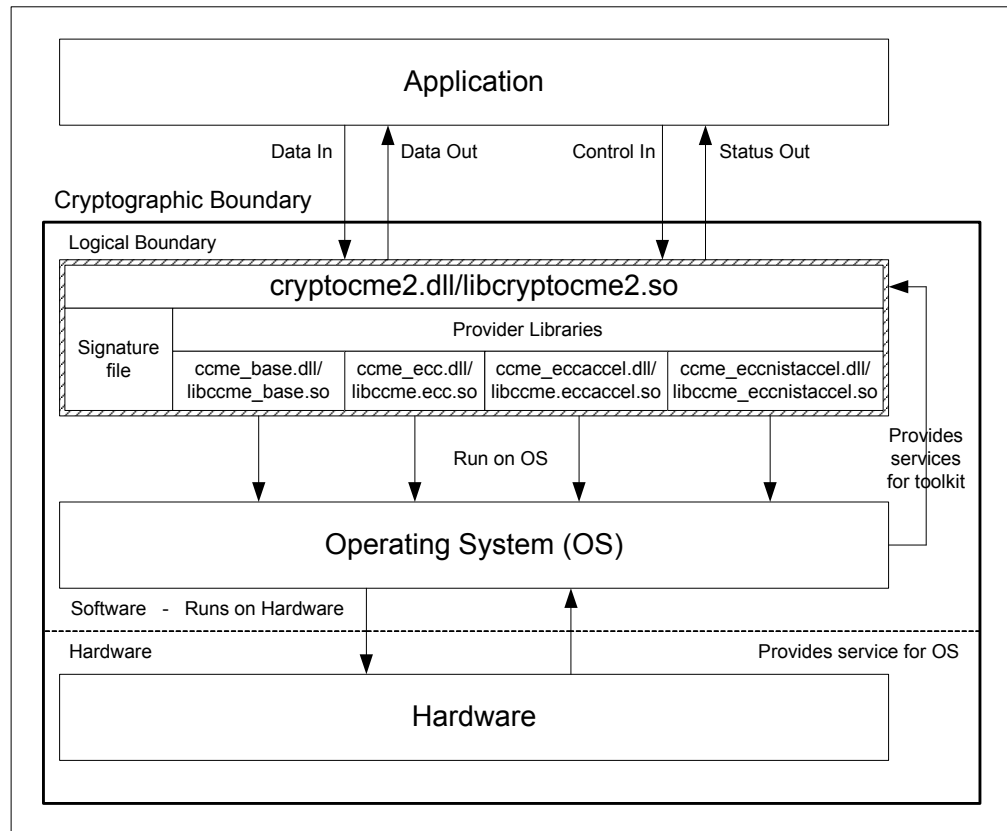 Application
Data In
Data Out
Control In
Status Out
Cryptographic Boundary
Logical Boundary
cryptocme2.dll/libcryptocme2.so
Signature
file
Provider Libraries
ccme_base.dll/
libccme_base.so
ccme_ecc.dll/
libccme.ecc.so
ccme_eccaccel.dll/
libccme.eccaccel.so
ccme_eccnistaccel.dll/
libccme_eccnistaccel.so
Run on OS
Provides
services
for toolkit
Operating System (OS)
Software - Runs on Hardware
Hardware
Provides service for OS
Hardware